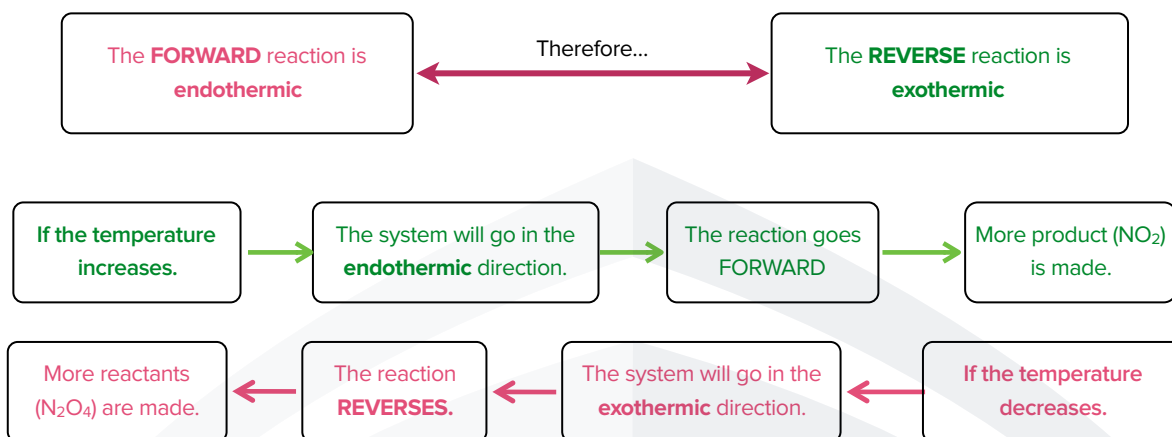 The FORWARD reaction is
endothermic
Therefore...
The REVERSE reaction is
exothermic
If the temperature
increases.
The system will go in the
endothermic direction.
The reaction goes
FORWARD
More product (NO₂)
is made.
More reactants
(N₂O₄) are made.
The reaction
REVERSES.
The system will go in the
exothermic direction.
If the temperature
decreases.